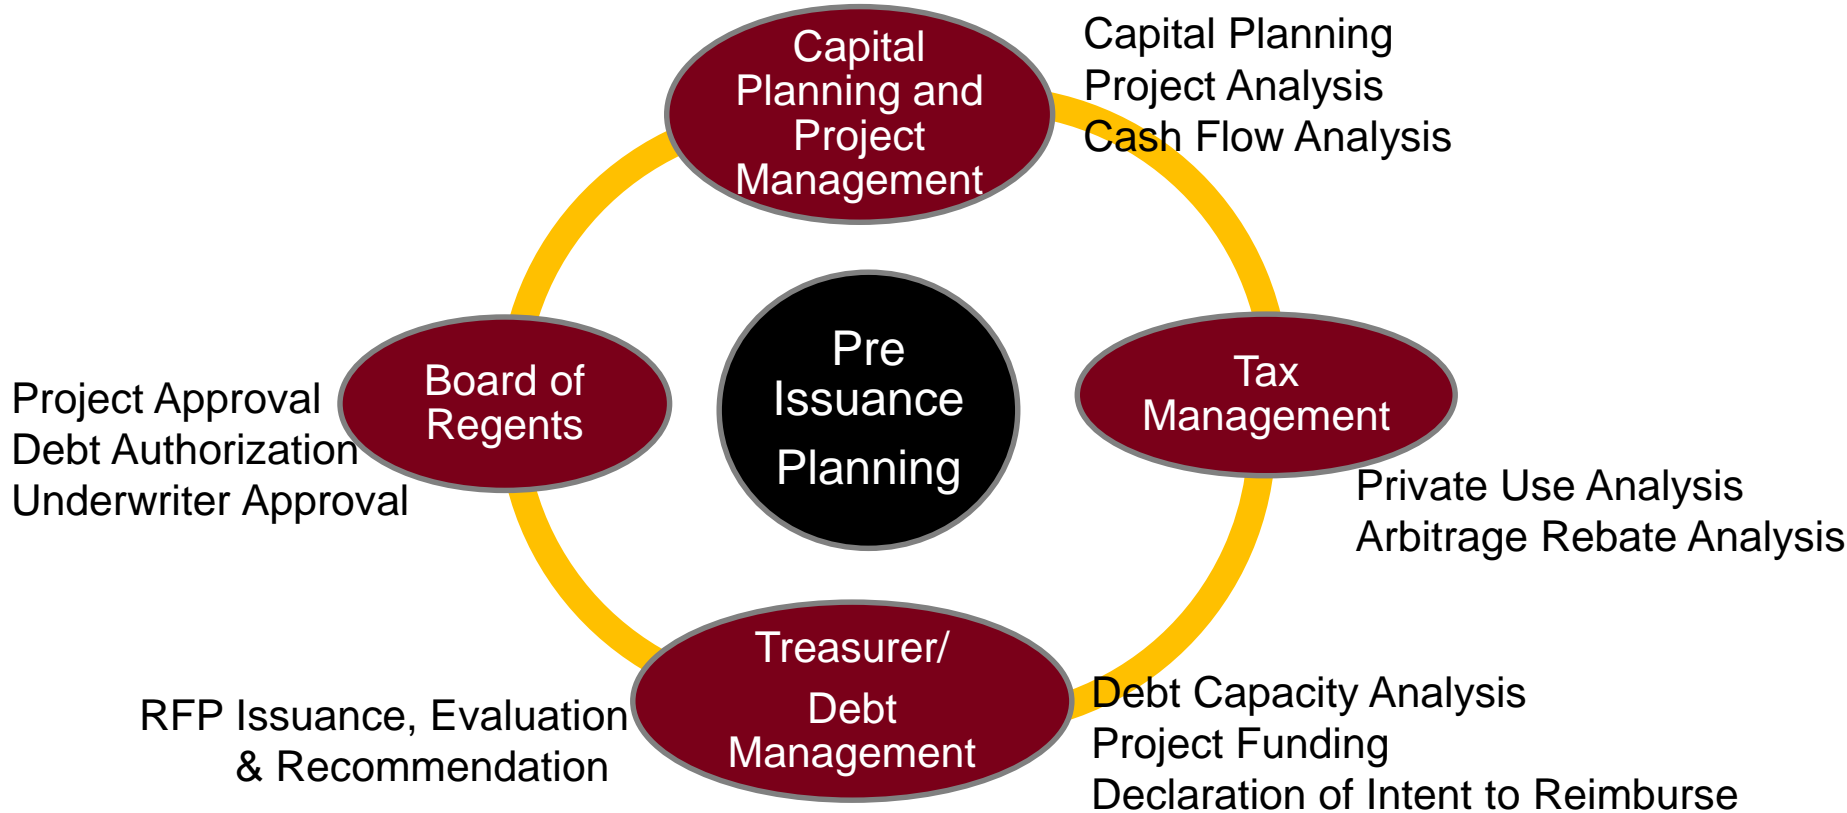 Capital
Planning and
Project
Management
Capital Planning
Project Analysis
Cash Flow Analysis
Pre
Issuance
Planning
Board of
Regents
Project Approval
Debt Authorization
Underwriter Approval
Tax
Management
Private Use Analysis
Arbitrage Rebate Analysis
Treasurer/
Debt
Management
RFP Issuance, Evaluation
& Recommendation
Debt Capacity Analysis
Project Funding
Declaration of Intent to Reimburse